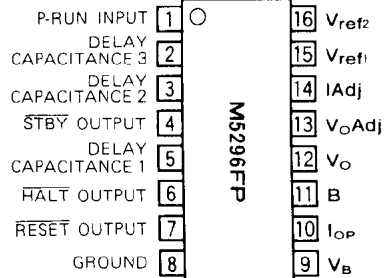 P-RUN INPUT 1 16 Vref2
DELAY
CAPACITANCE 3 2 15 Vref1
DELAY
CAPACITANCE 2 3 14 IAdj
STBY OUTPUT 4 13 VOAdj
DELAY
CAPACITANCE 1 5 12 VO
HALT OUTPUT 6 11 B
RESET OUTPUT 7 10 IOP
GROUND 8 9 VB
M5296FP